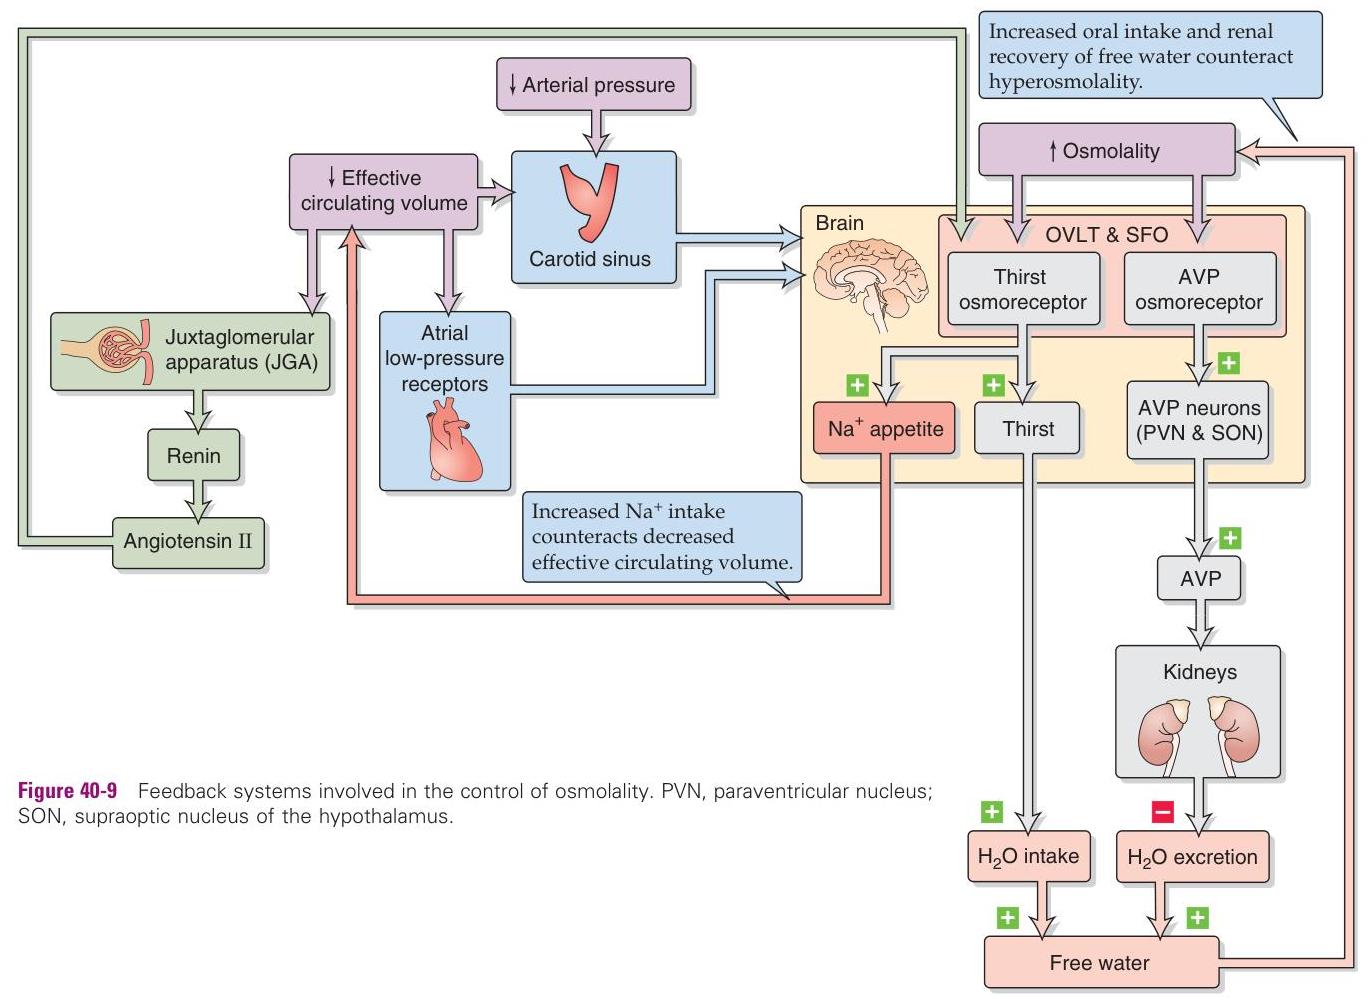 Increased oral intake and renal
recovery of free water counteract
hyperosmolality.
↓ Arterial pressure
↑ Osmolality
↓ Effective
circulating volume
Carotid sinus
Brain
OVLT & SFO
Thirst
osmoreceptor
AVP
osmoreceptor
Juxtaglomerular
apparatus (JGA)
Atrial
low-pressure
receptors
+
+
+
Na⁺ appetite
Thirst
AVP neurons
(PVN & SON)
Renin
Increased Na⁺ intake
counteracts decreased
effective circulating volume.
Angiotensin II
+
AVP
Kidneys
Figure 40-9 Feedback systems involved in the control of osmolality. PVN, paraventricular nucleus;
SON, supraoptic nucleus of the hypothalamus.
+
−
H₂O intake
H₂O excretion
+
+
Free water